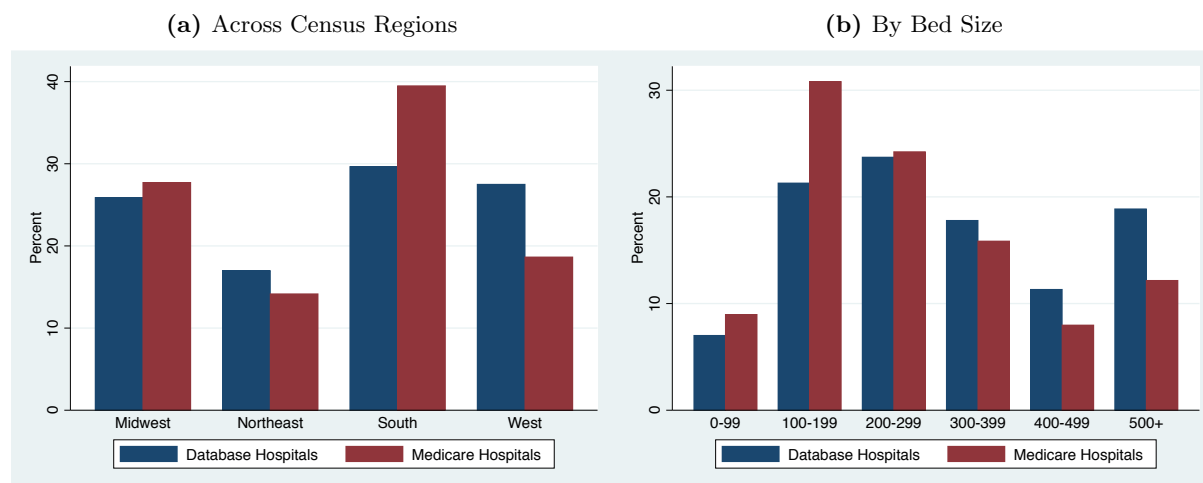 (a) Across Census Regions
(b) By Bed Size
Percent
0
10
20
30
40
Midwest
Northeast
South
West
Database Hospitals
Medicare Hospitals
Percent
0
10
20
30
0-99
100-199
200-299
300-399
400-499
500+
Database Hospitals
Medicare Hospitals